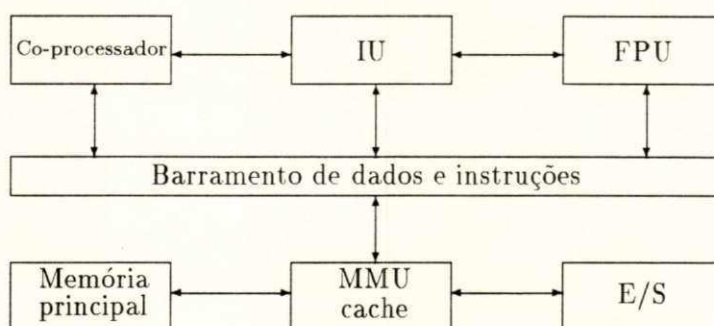 Co-processador
IU
FPU
Barramento de dados e instruções
Memória
principal
MMU
cache
E/S